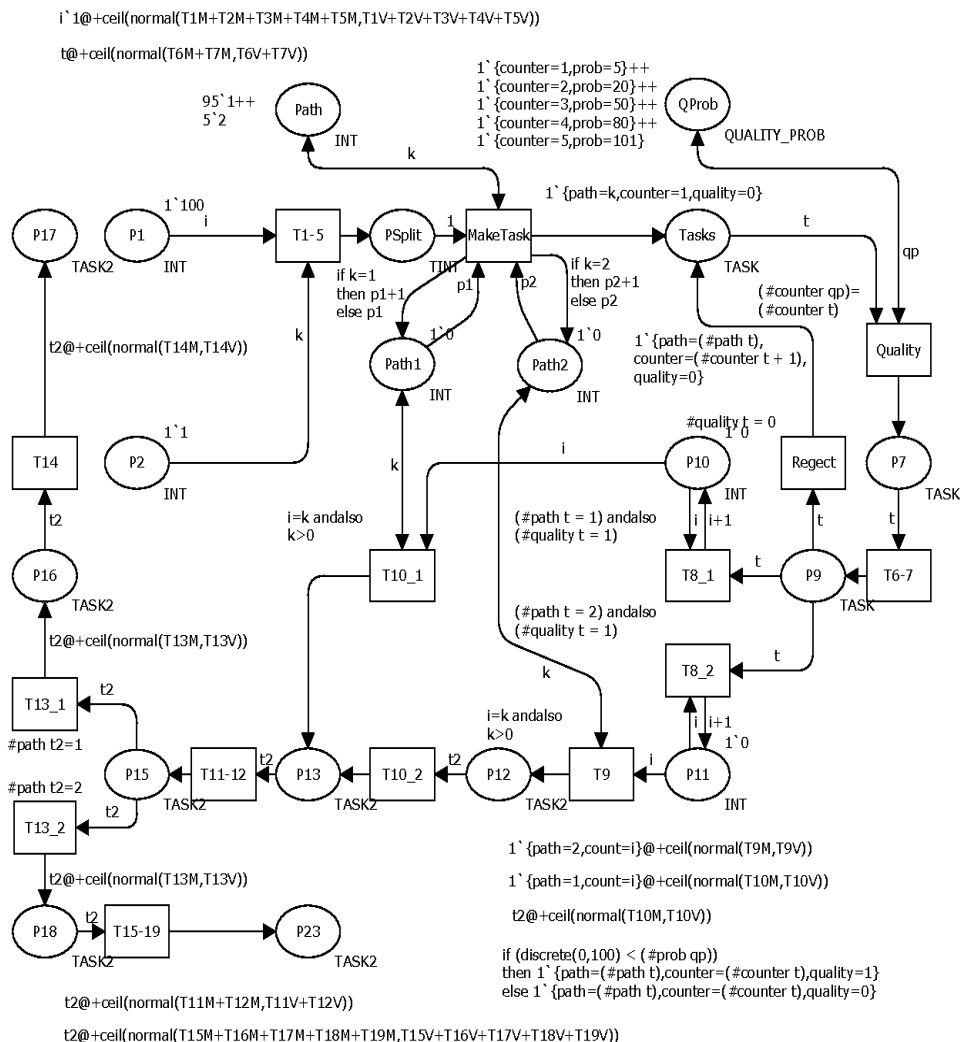 i`1@+ceil(normal(T1M+T2M+T3M+T4M+T5M,T1V+T2V+T3V+T4V+T5V))
t@+ceil(normal(T6M+T7M,T6V+T7V))
95`1++
5`2
Path
INT
k
1`{counter=1,prob=5}++
1`{counter=2,prob=20}++
1`{counter=3,prob=50}++
1`{counter=4,prob=80}++
1`{counter=5,prob=101}
QProb
QUALITY_PROB
1`{path=k,counter=1,quality=0}
P17
TASK2
P1
1`100
i
INT
T1-5
PSplit
TINT
1
MakeTask
Tasks
TASK
t
qp
if k=1
then p1+1
else p1
p1
p2
if k=2
then p2+1
else p2
(#counter qp)=
(#counter t)
t2@+ceil(normal(T14M,T14V))
k
1`0
Path1
INT
1`0
Path2
INT
1`{path=(#path t),
counter=(#counter t + 1),
quality=0}
Quality
T14
P2
1`1
INT
k
i
#quality t = 0
1`0
P10
INT
Regect
P7
TASK
t2
i=k andalso
k>0
(#path t = 1) andalso
(#quality t = 1)
i
i+1
t
t
P16
TASK2
T10_1
T8_1
t
P9
TASK
T6-7
t2@+ceil(normal(T13M,T13V))
(#path t = 2) andalso
(#quality t = 1)
t
T8_2
k
T13_1
t2
#path t2=1
i=k andalso
k>0
i
i+1
1`0
P15
TASK2
T11-12
t2
P13
TASK2
T10_2
t2
P12
TASK2
T9
i
P11
INT
#path t2=2
T13_2
t2
t2@+ceil(normal(T13M,T13V))
1`{path=2,count=i}@+ceil(normal(T9M,T9V))
1`{path=1,count=i}@+ceil(normal(T10M,T10V))
t2@+ceil(normal(T10M,T10V))
P18
TASK2
t2
T15-19
P23
TASK2
if (discrete(0,100) < (#prob qp))
then 1`{path=(#path t),counter=(#counter t),quality=1}
else 1`{path=(#path t),counter=(#counter t),quality=0}
t2@+ceil(normal(T11M+T12M,T11V+T12V))
t2@+ceil(normal(T15M+T16M+T17M+T18M+T19M,T15V+T16V+T17V+T18V+T19V))